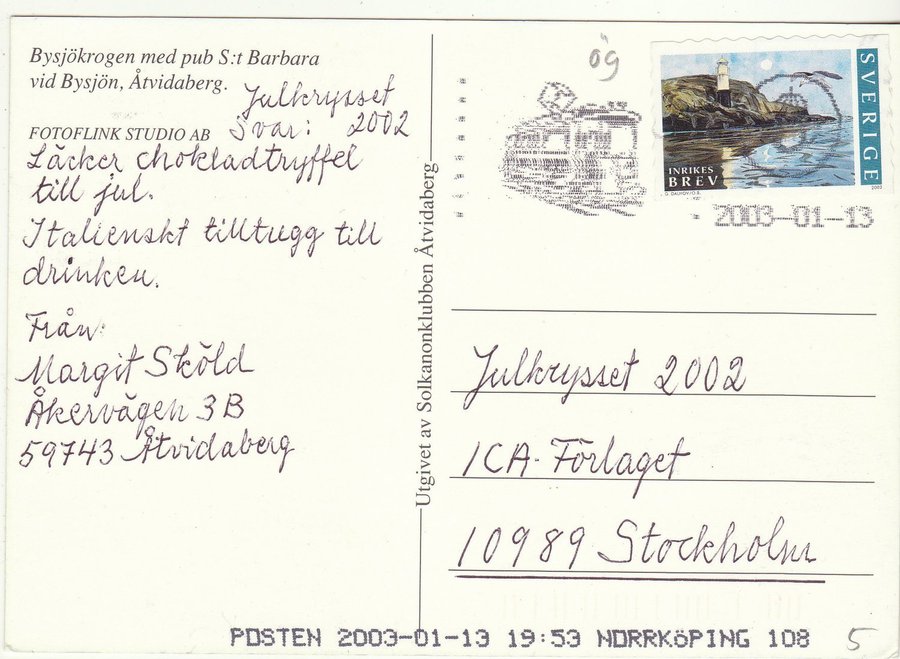 Bysjökrogen med pub S:t Barbara
vid Bysjön, Åtvidaberg.
Julkrysset
FOTOFLINK STUDIO AB
Svar: 2002
Läcker chokladtryffel
till jul.
Italienskt tilltugg till
drinken.
Från:
Margit Sköld
Åkervägen 3B
59743 Åtvidaberg
Utgivet av Solkanonklubben Åtvidaberg
ög
SVERIGE
INRIKES
BREV
2002
2003-01-13
Julkrysset 2002
ICA-Förlaget
10989 Stockholm
POSTEN 2003-01-13 19:53 NORRKöPING 108
5